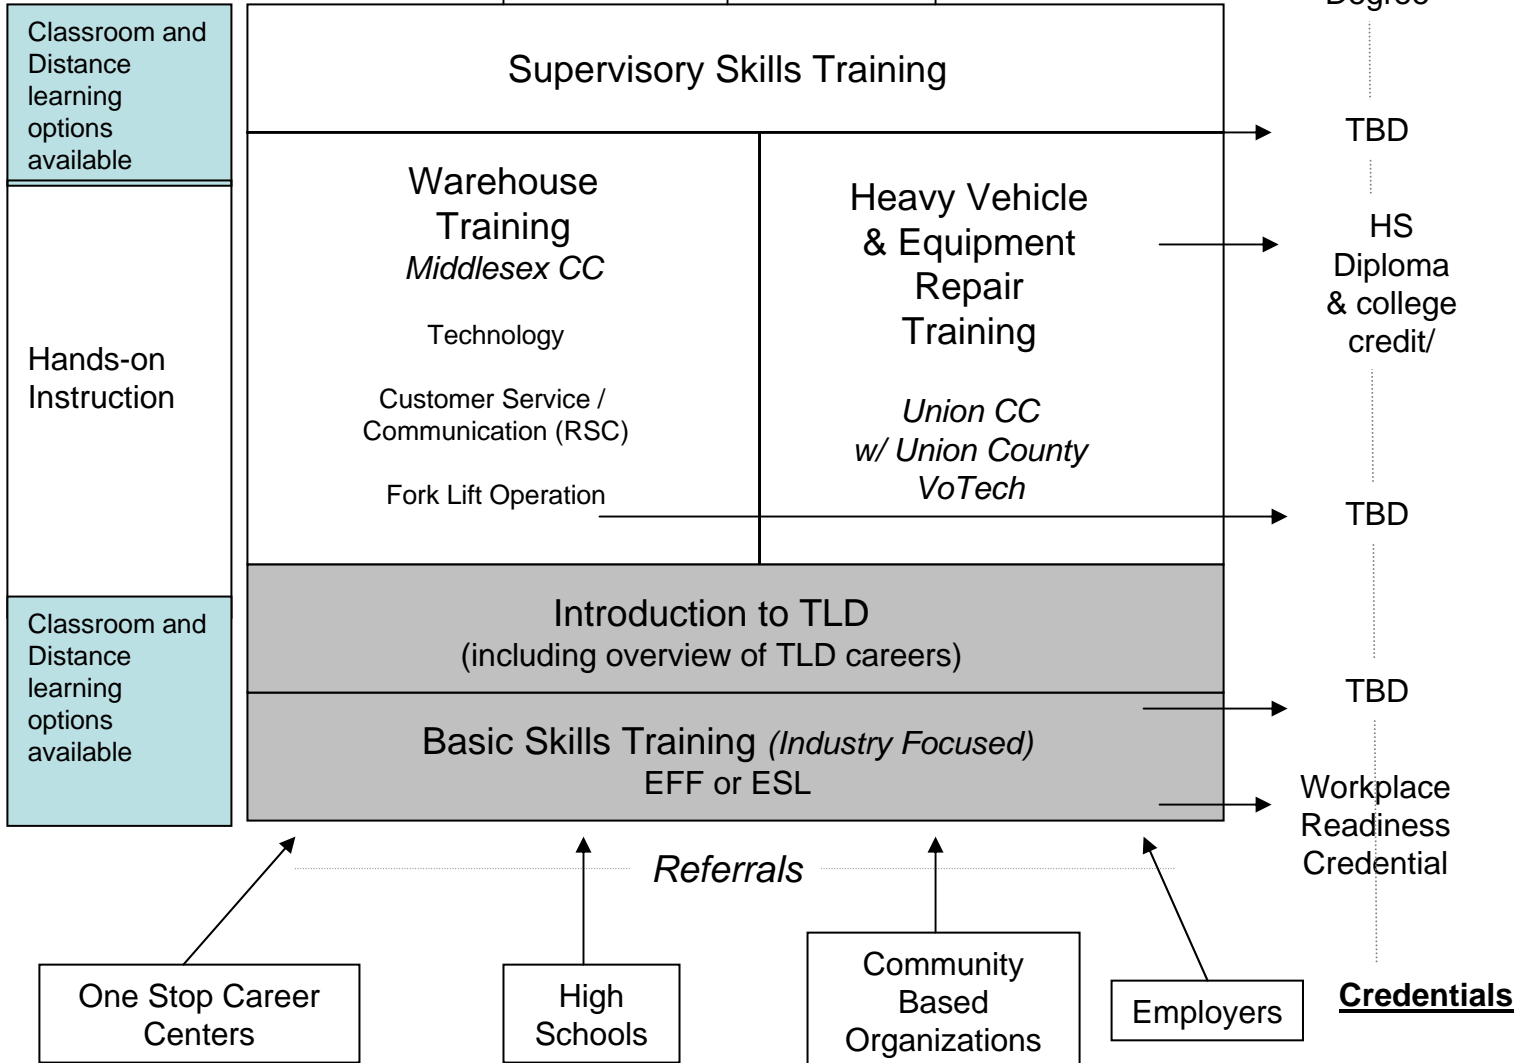 Classroom and
Distance
learning
options
available
Hands-on
Instruction
Classroom and
Distance
learning
options
available
Supervisory Skills Training
Warehouse
Training
Middlesex CC
Technology
Customer Service /
Communication (RSC)
Fork Lift Operation
Heavy Vehicle
& Equipment
Repair
Training
Union CC
w/ Union County
VoTech
Introduction to TLD
(including overview of TLD careers)
Basic Skills Training (Industry Focused)
EFF or ESL
Referrals
One Stop Career
Centers
High
Schools
Community
Based
Organizations
Employers
Degree
TBD
HS
Diploma
& college
credit/
TBD
TBD
Workplace
Readiness
Credential
Credentials